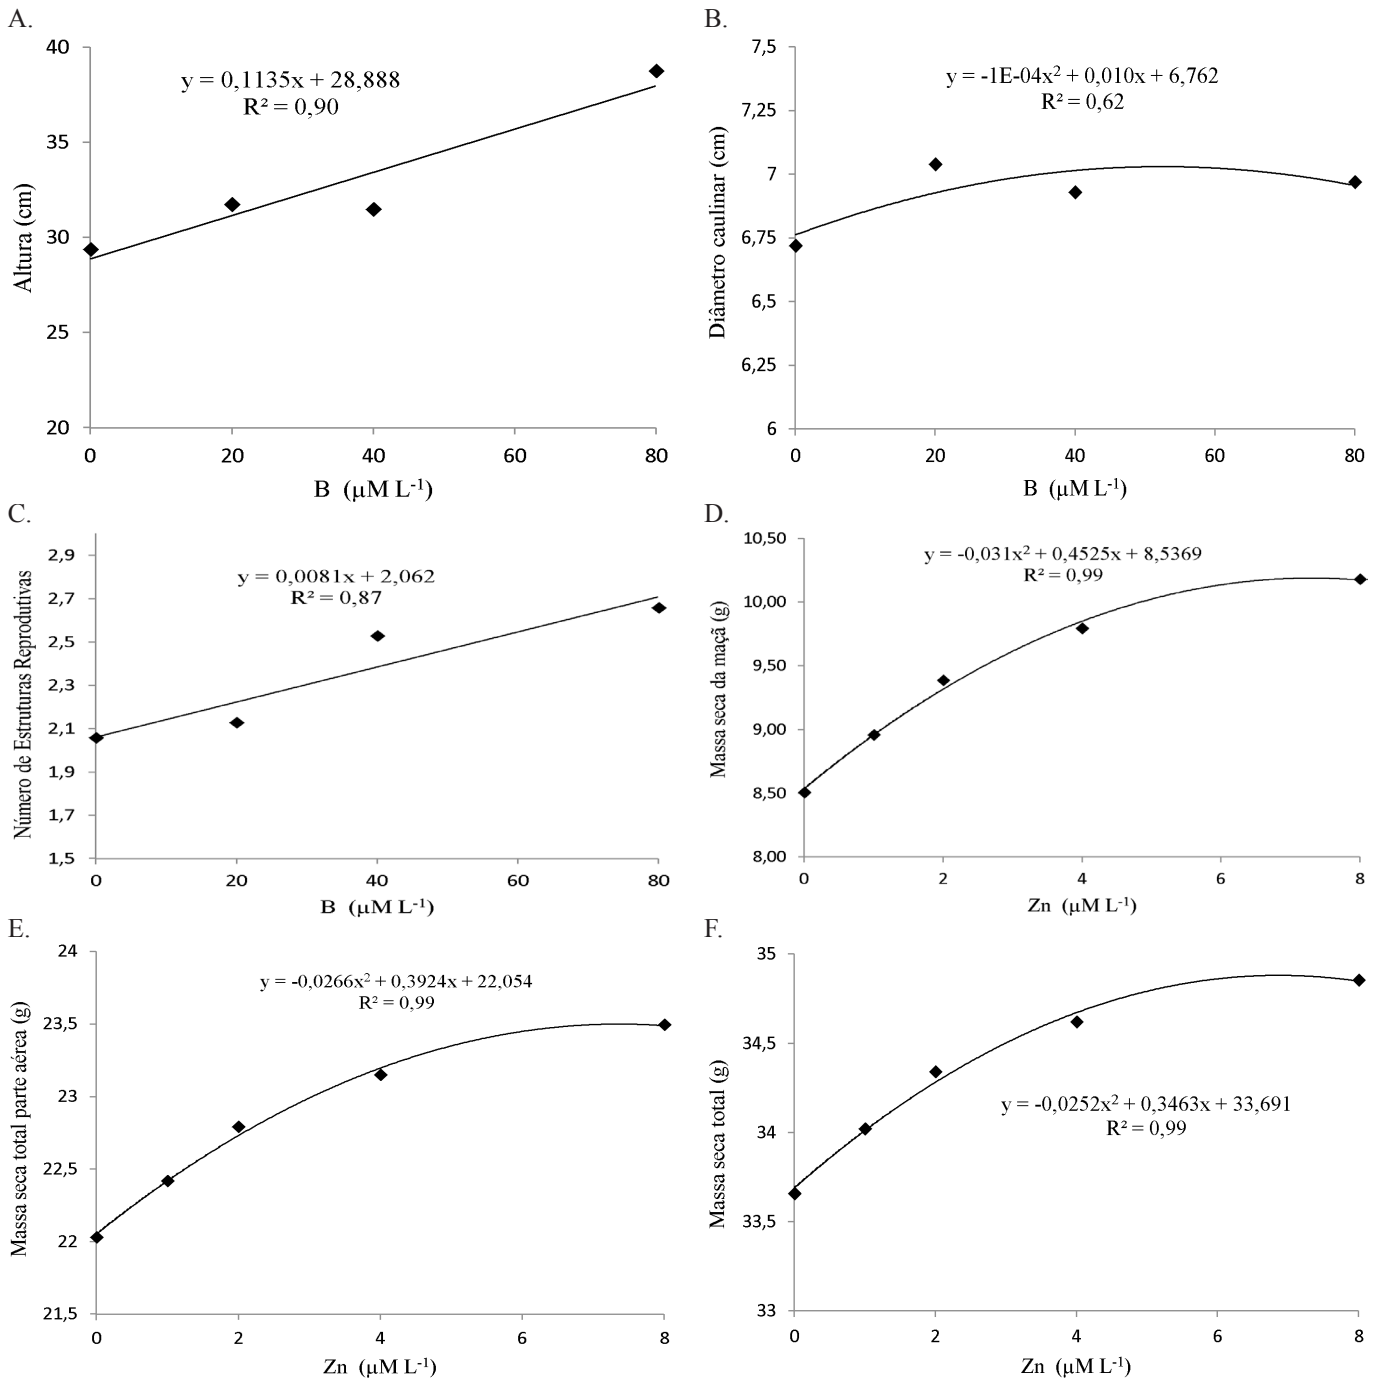 A.
40
35
30
25
20
Altura (cm)
y = 0,1135x + 28,888
R² = 0,90
0 20 40 60 80
B (μM L⁻¹)
B.
7,5
7,25
7
6,75
6,5
6,25
6
Diâmetro caulinar (cm)
y = -1E-04x² + 0,010x + 6,762
R² = 0,62
0 20 40 60 80
B (μM L⁻¹)
C.
2,9
2,7
2,5
2,3
2,1
1,9
1,7
1,5
Número de Estruturas Reprodutivas
y = 0,0081x + 2,062
R² = 0,87
0 20 40 60 80
B (μM L⁻¹)
D.
10,50
10,00
9,50
9,00
8,50
8,00
Massa seca da maçã (g)
y = -0,031x² + 0,4525x + 8,5369
R² = 0,99
0 2 4 6 8
Zn (μM L⁻¹)
E.
24
23,5
23
22,5
22
21,5
Massa seca total parte aérea (g)
y = -0,0266x² + 0,3924x + 22,054
R² = 0,99
0 2 4 6 8
Zn (μM L⁻¹)
F.
35
34,5
34
33,5
33
Massa seca total (g)
y = -0,0252x² + 0,3463x + 33,691
R² = 0,99
0 2 4 6 8
Zn (μM L⁻¹)